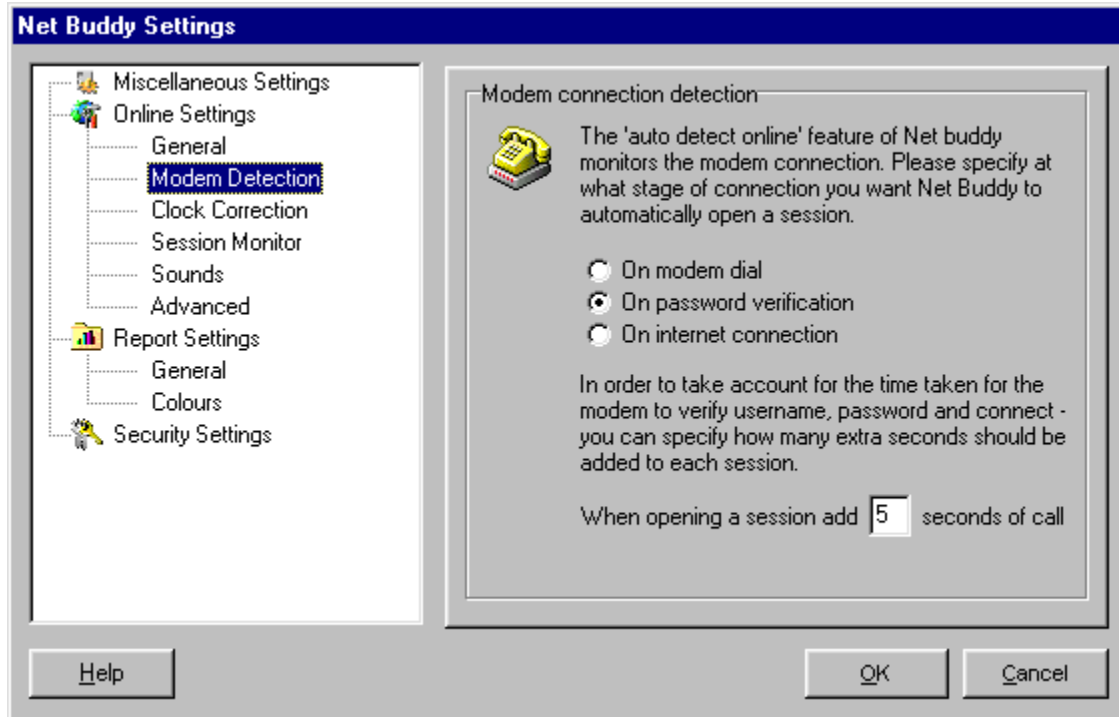 Net Buddy Settings
Miscellaneous Settings
Online Settings
General
Modem Detection
Clock Correction
Session Monitor
Sounds
Advanced
Report Settings
General
Colours
Security Settings
Modem connection detection
The 'auto detect online' feature of Net buddy
monitors the modem connection. Please specify at
what stage of connection you want Net Buddy to
automatically open a session.
On modem dial
On password verification
On internet connection
In order to take account for the time taken for the
modem to verify username, password and connect -
you can specify how many extra seconds should be
added to each session.
When opening a session add 5 seconds of call
Help
OK
Cancel